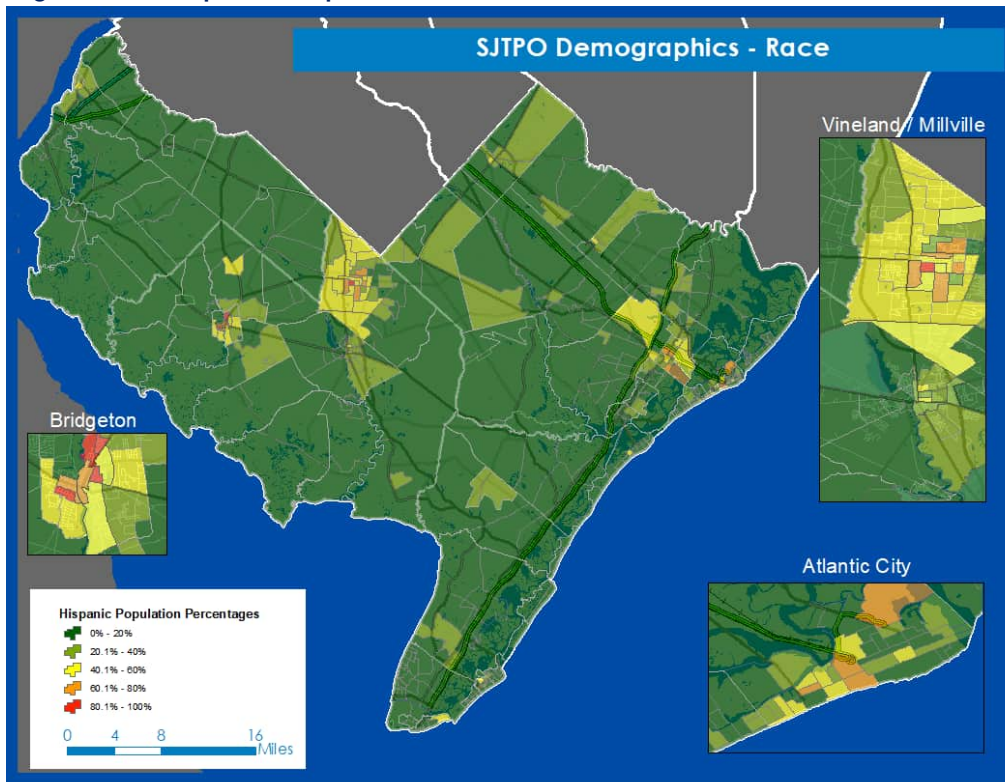 SJTPO Demographics - Race
Vineland / Millville
Bridgeton
Atlantic City
Hispanic Population Percentages
0% - 20%
20.1% - 40%
40.1% - 60%
60.1% - 80%
80.1% - 100%
0 4 8 16
Miles